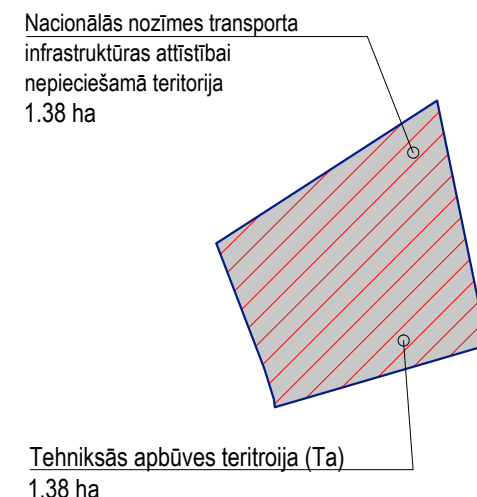 Nacionālās nozīmes transporta
infrastruktūras attīstībai
nepieciešamā teritorija
1.38 ha
Tehniksās apbūves teritroija (Ta)
1.38 ha